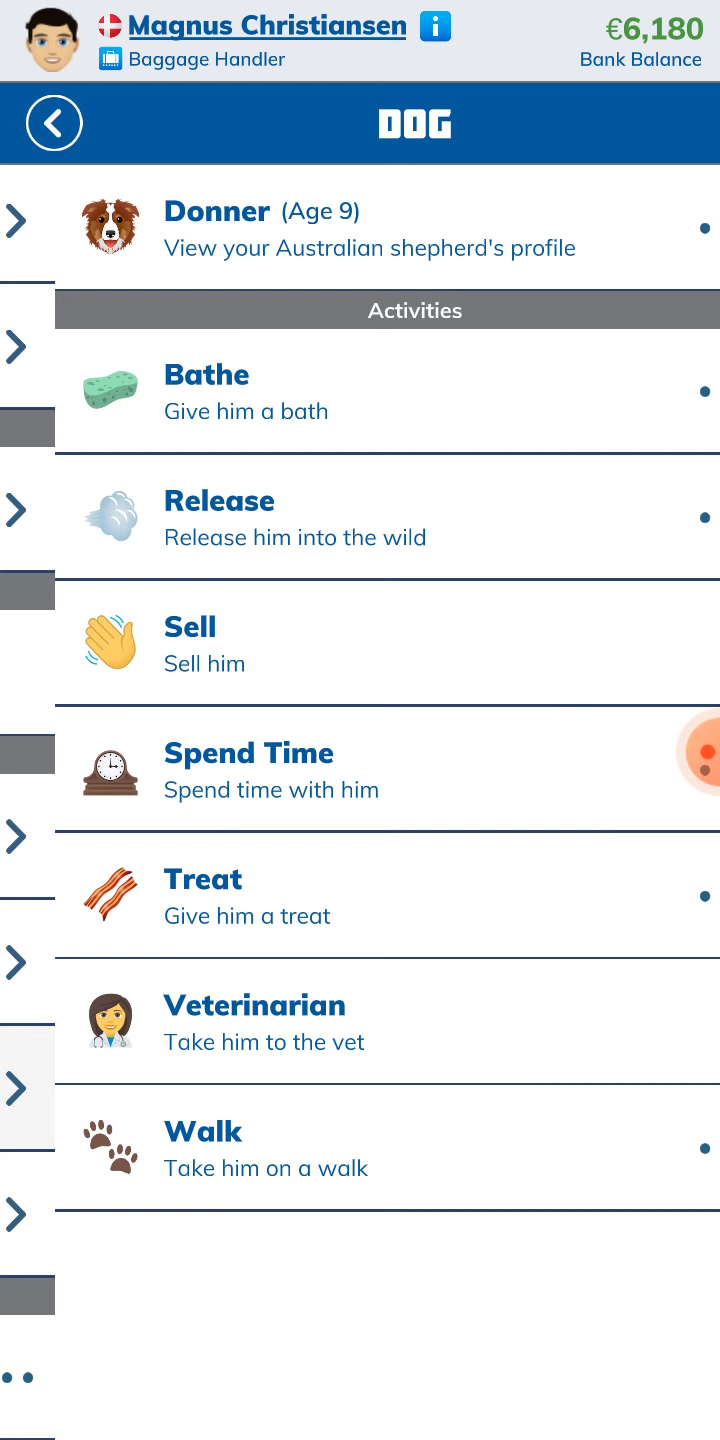 Magnus Christiansen
€6,180
Baggage Handler
Bank Balance
DOG
Donner (Age 9)
View your Australian shepherd's profile
Activities
Bathe
Give him a bath
Release
Release him into the wild
Sell
Sell him
Spend Time
Spend time with him
Treat
Give him a treat
Veterinarian
Take him to the vet
Walk
Take him on a walk